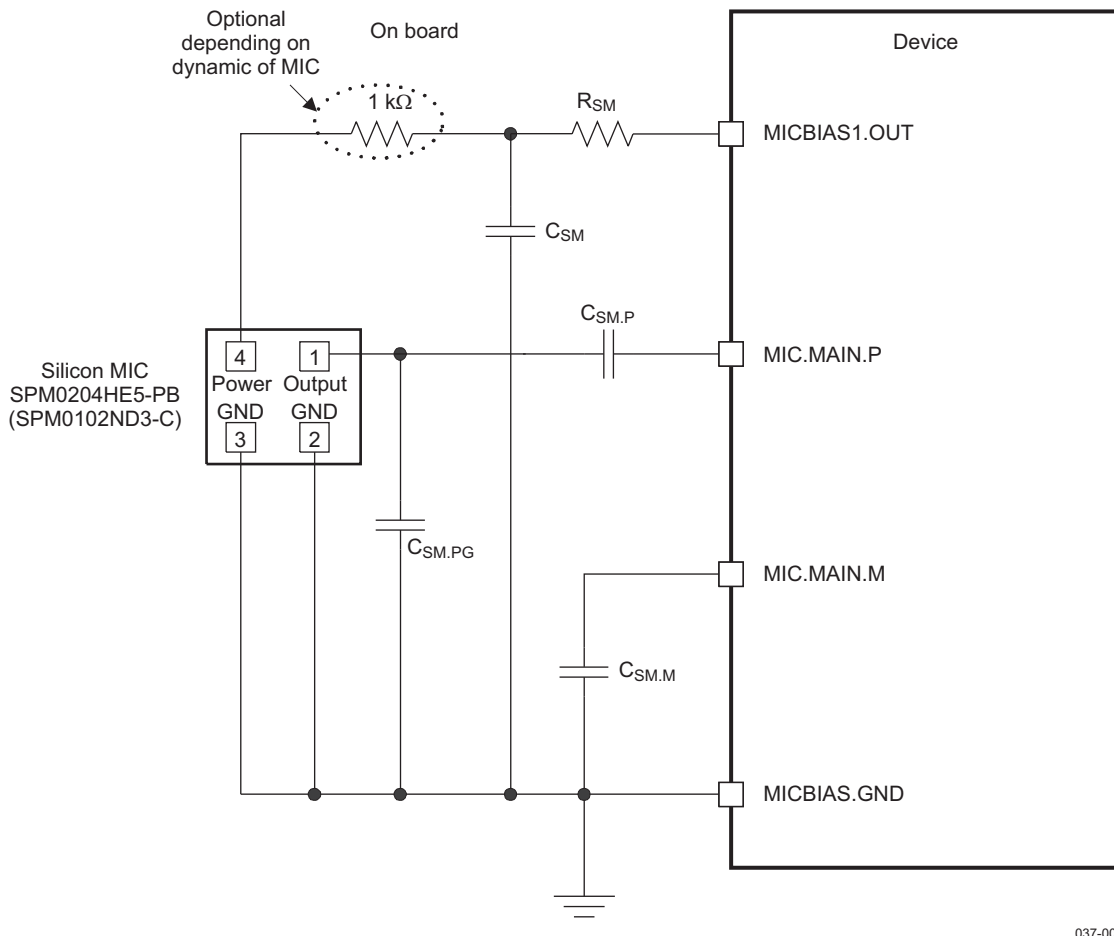 Optional
depending on
dynamic of MIC
On board
Device
1 kΩ
RSM
MICBIAS1.OUT
CSM
CSM.P
MIC.MAIN.P
Silicon MIC
SPM0204HE5-PB
(SPM0102ND3-C)
4 1
Power Output
GND GND
3 2
CSM.PG
MIC.MAIN.M
CSM.M
MICBIAS.GND
037-00